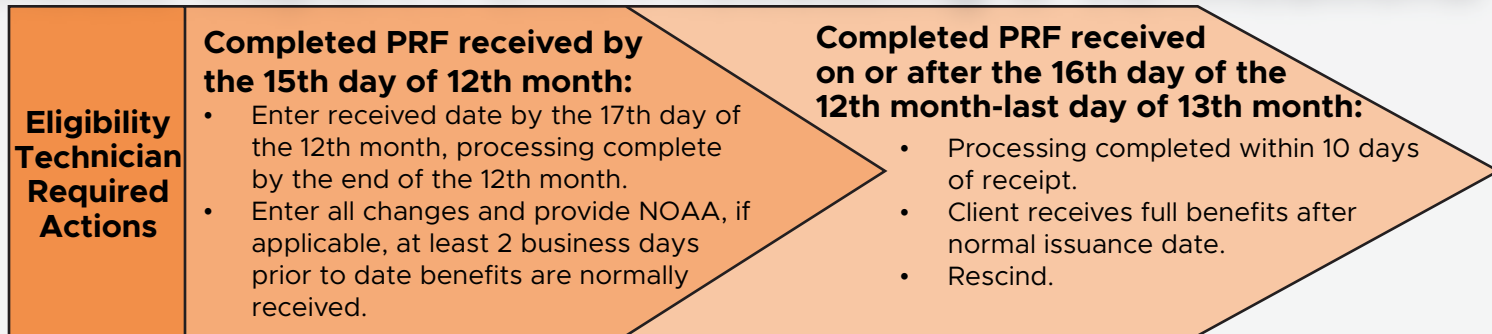 Eligibility
Technician
Required
Actions
Completed PRF received by
the 15th day of 12th month:
• Enter received date by the 17th day of
the 12th month, processing complete
by the end of the 12th month.
• Enter all changes and provide NOAA, if
applicable, at least 2 business days
prior to date benefits are normally
received.
Completed PRF received
on or after the 16th day of the
12th month-last day of 13th month:
• Processing completed within 10 days
of receipt.
• Client receives full benefits after
normal issuance date.
• Rescind.